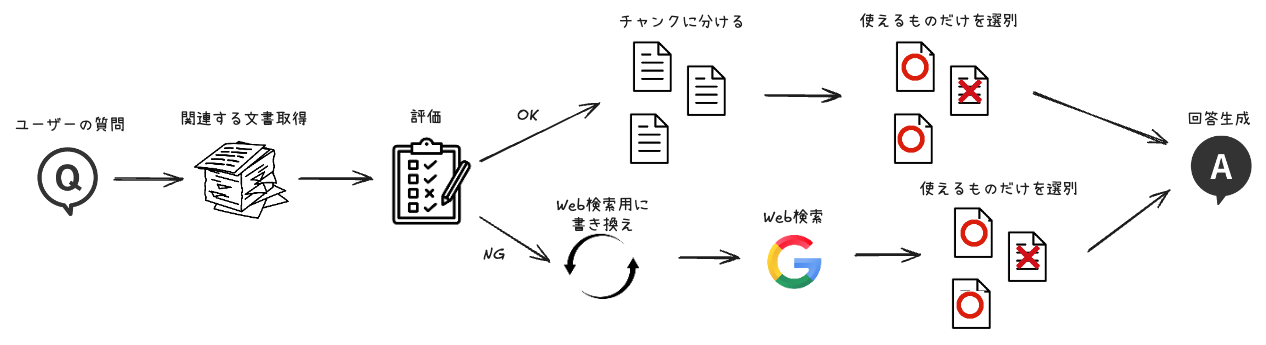 ユーザーの質問
Q
関連する文書取得
評価
OK
チャンクに分ける
使えるものだけを選別
NG
Web検索用に
書き換え
Web検索
G
使えるものだけを選別
回答生成
A